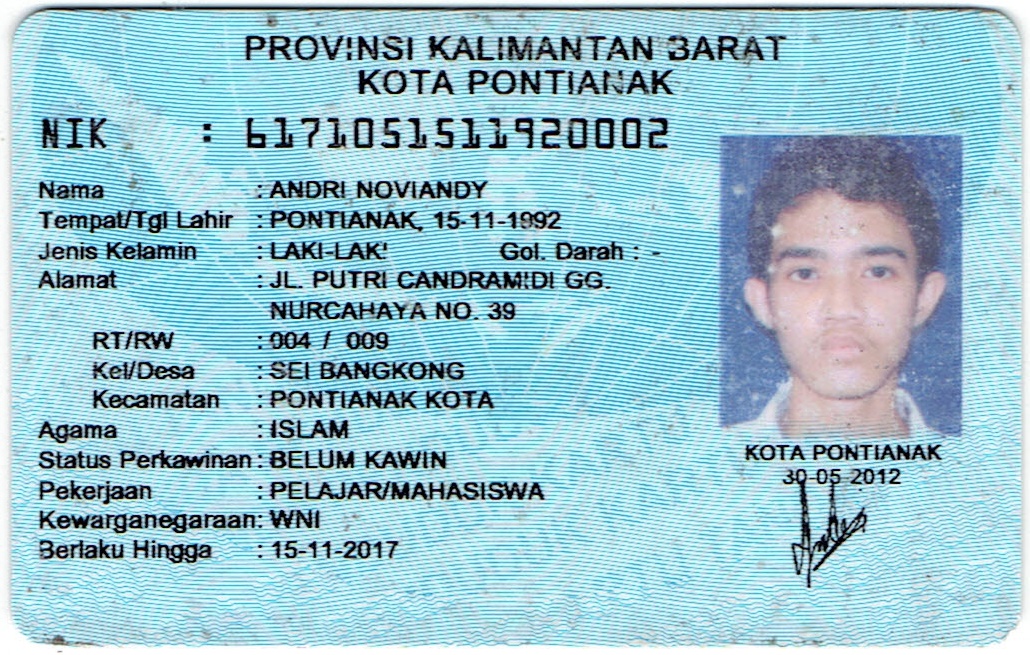 PROVINSI KALIMANTAN BARAT
KOTA PONTIANAK
NIK : 6171051511920002
Nama : ANDRI NOVIANDY
Tempat/Tgl Lahir : PONTIANAK, 15-11-1992
Jenis Kelamin : LAKI-LAKI Gol. Darah : -
Alamat : JL. PUTRI CANDRAMIDI GG.
NURCAHAYA NO. 39
RT/RW : 004 / 009
Kel/Desa : SEI BANGKONG
Kecamatan : PONTIANAK KOTA
Agama : ISLAM
Status Perkawinan : BELUM KAWIN
Pekerjaan : PELAJAR/MAHASISWA
Kewarganegaraan : WNI
Berlaku Hingga : 15-11-2017
KOTA PONTIANAK
30-05-2012